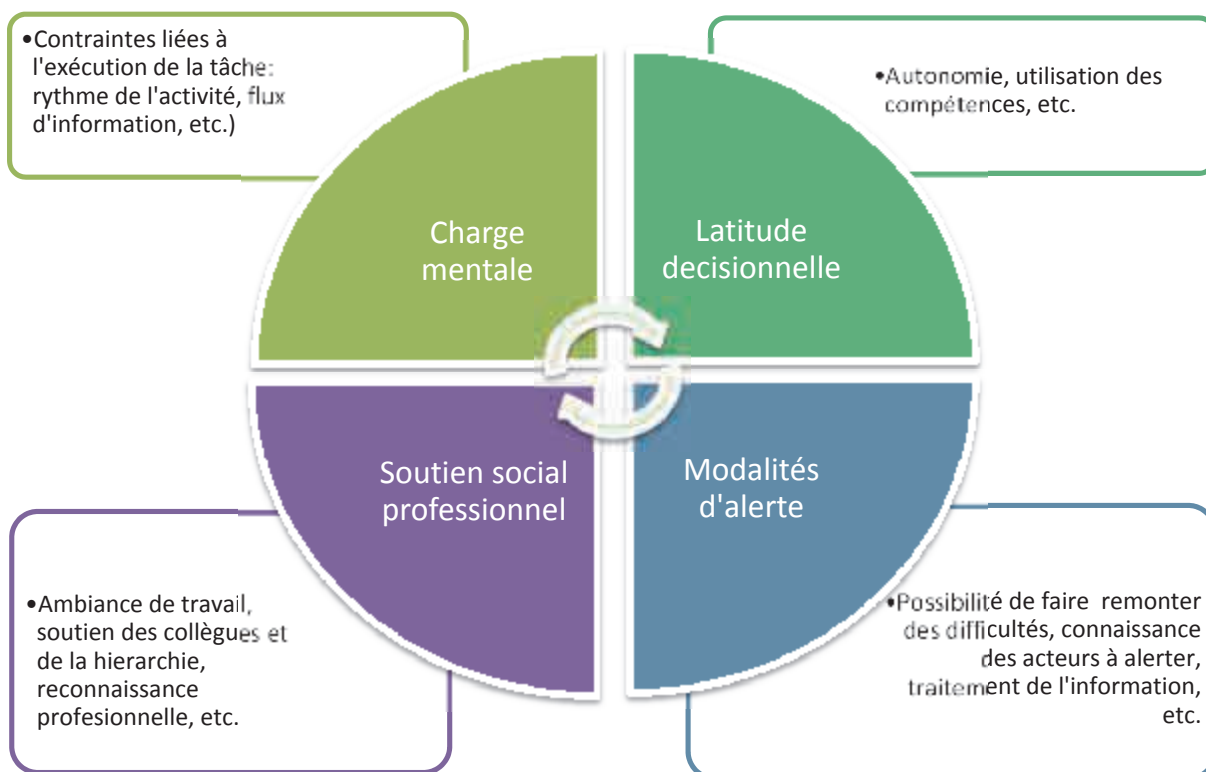 •Contraintes liées à
l'exécution de la tâche:
rythme de l'activité, flux
d'information, etc.)
•Autonomie, utilisation des
compétences, etc.
Charge
mentale
Latitude
decisionnelle
Soutien social
professionnel
Modalités
d'alerte
•Ambiance de travail,
soutien des collègues et
de la hierarchie,
reconnaissance
profesionnelle, etc.
•Possibilité de faire remonter
des difficultés, connaissance
des acteurs à alerter,
traitement de l'information,
etc.